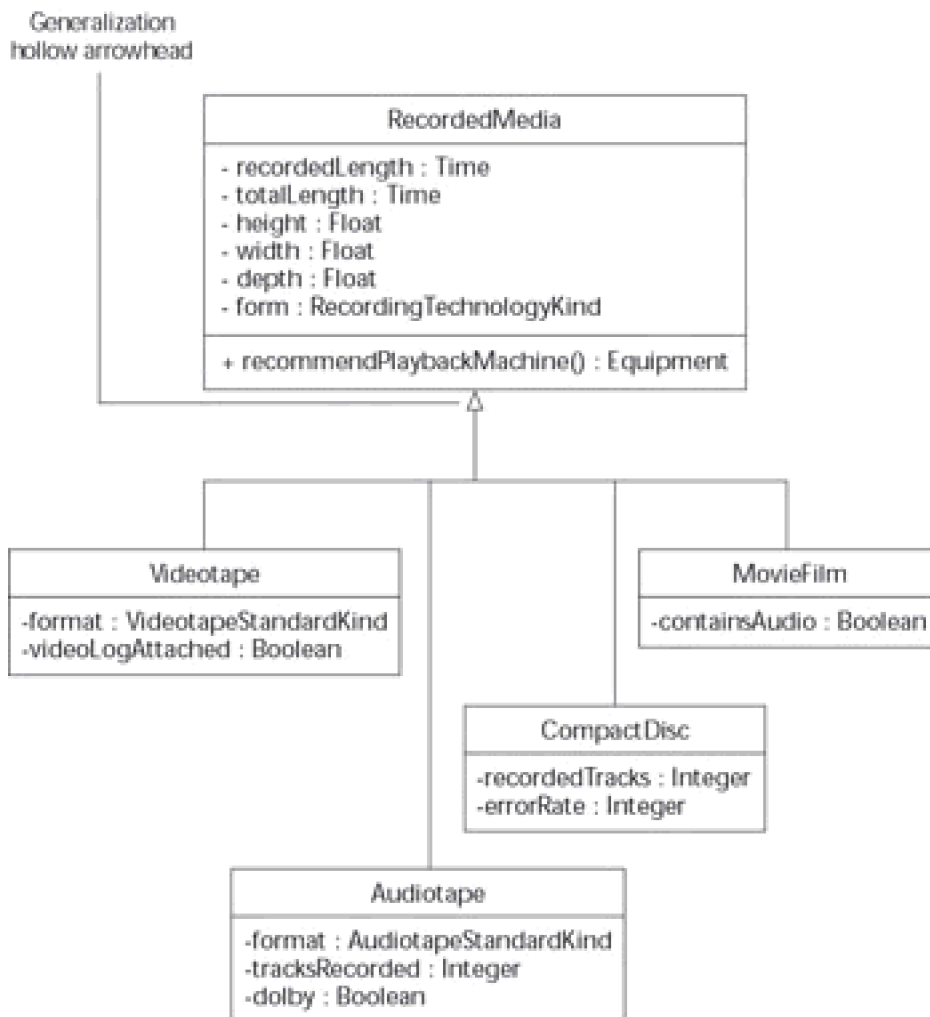 Generalization
hollow arrowhead
RecordedMedia
- recordedLength : Time
- totalLength : Time
- height : Float
- width : Float
- depth : Float
- form : RecordingTechnologyKind
+ recommendPlaybackMachine() : Equipment
Videotape
-format : VideotapeStandardKind
-videoLogAttached : Boolean
MovieFilm
-containsAudio : Boolean
CompactDisc
-recordedTracks : Integer
-errorRate : Integer
Audiotape
-format : AudiotapeStandardKind
-tracksRecorded : Integer
-dolby : Boolean